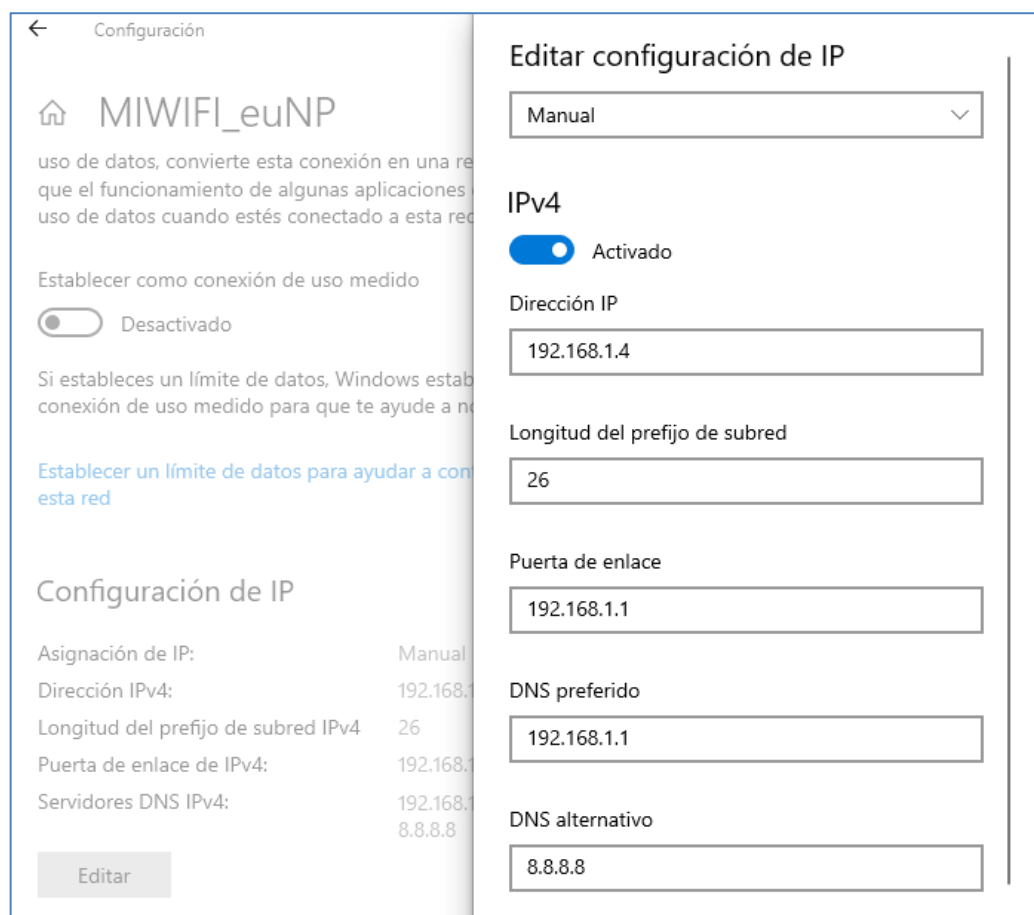 Configuración
MIWIFI_euNP
uso de datos, convierte esta conexión en una
que el funcionamiento de algunas aplicaciones
uso de datos cuando estés conectado a esta
Establecer como conexión de uso medido
Desactivado
Si estableces un límite de datos, Windows
conexión de uso medido para que te ayude a
Establecer un límite de datos para ayudar a
esta red
Configuración de IP
Asignación de IP: Manual
Dirección IPv4: 192.168.1
Longitud del prefijo de subred IPv4 26
Puerta de enlace de IPv4: 192.168.1
Servidores DNS IPv4: 192.168.1
8.8.8.8
Editar
Editar configuración de IP
Manual
IPv4
Activado
Dirección IP
192.168.1.4
Longitud del prefijo de subred
26
Puerta de enlace
192.168.1.1
DNS preferido
192.168.1.1
DNS alternativo
8.8.8.8